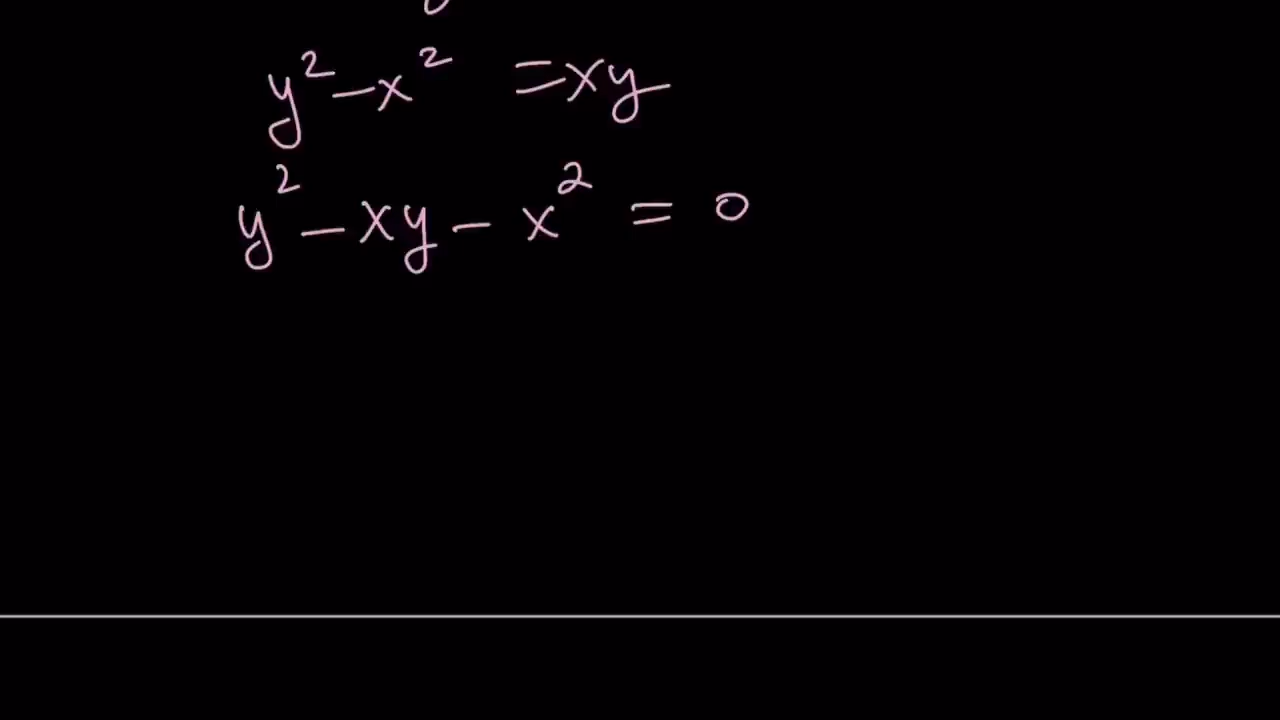 y² - x² = xy
y² - xy - x² = 0